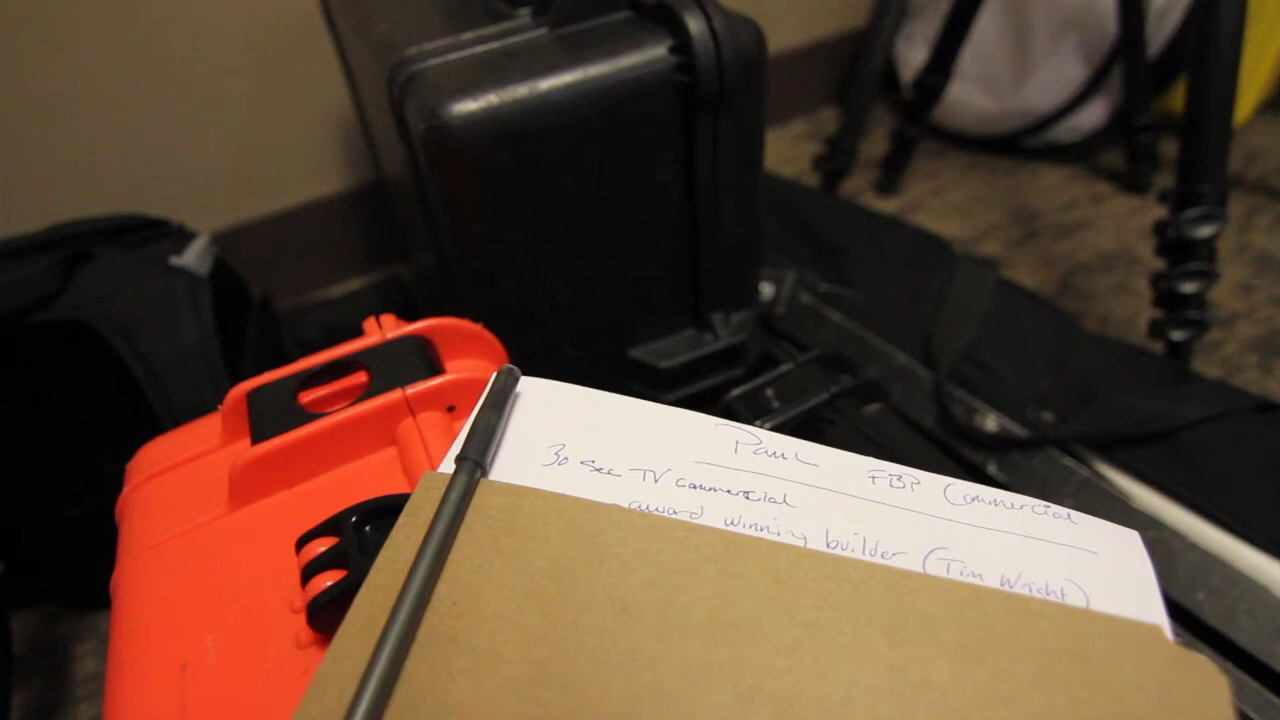 Paul FBP Commercial
30 Sec TV commercial
- award winning builder (Tim Wright)